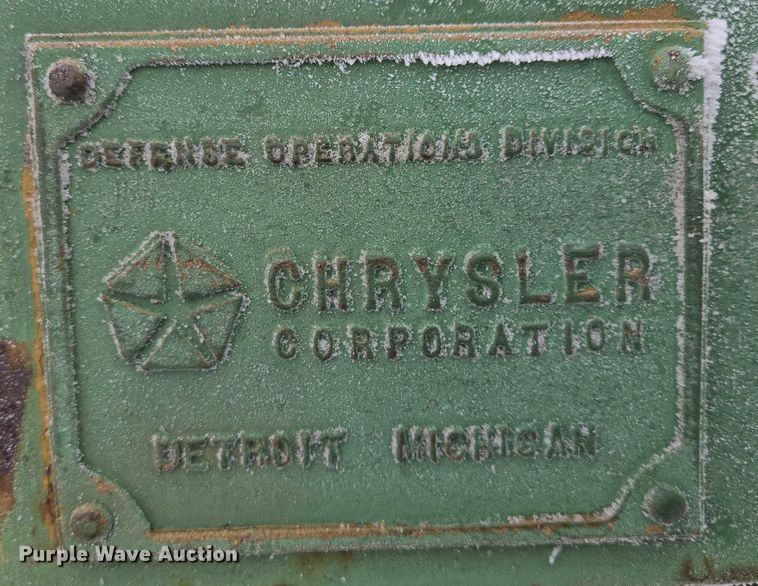 DEFENSE OPERATIONS DIVISION
CHRYSLER
CORPORATION
DETROIT MICHIGAN
Purple Wave Auction